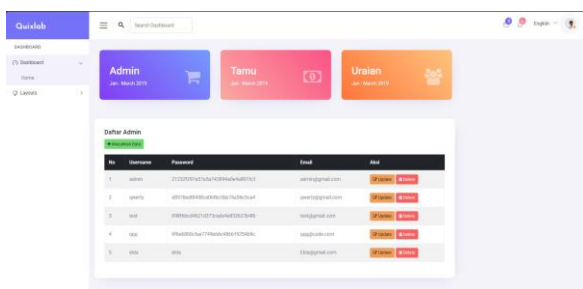 Quixlab
Search Dashboard
English
DASHBOARD
Dashboard
Home
Layouts
Admin
Jan - March 2019
Tamu
Jan - March 2019
Uraian
Jan - March 2019
Daftar Admin
No Username Password Email Aksi
1 admin admin@gmail.com Update Delete
2 qwerty qwerty@gmail.com Update Delete
3 test test@gmail.com Update Delete
4 Update Delete
5 elda elda Update Delete